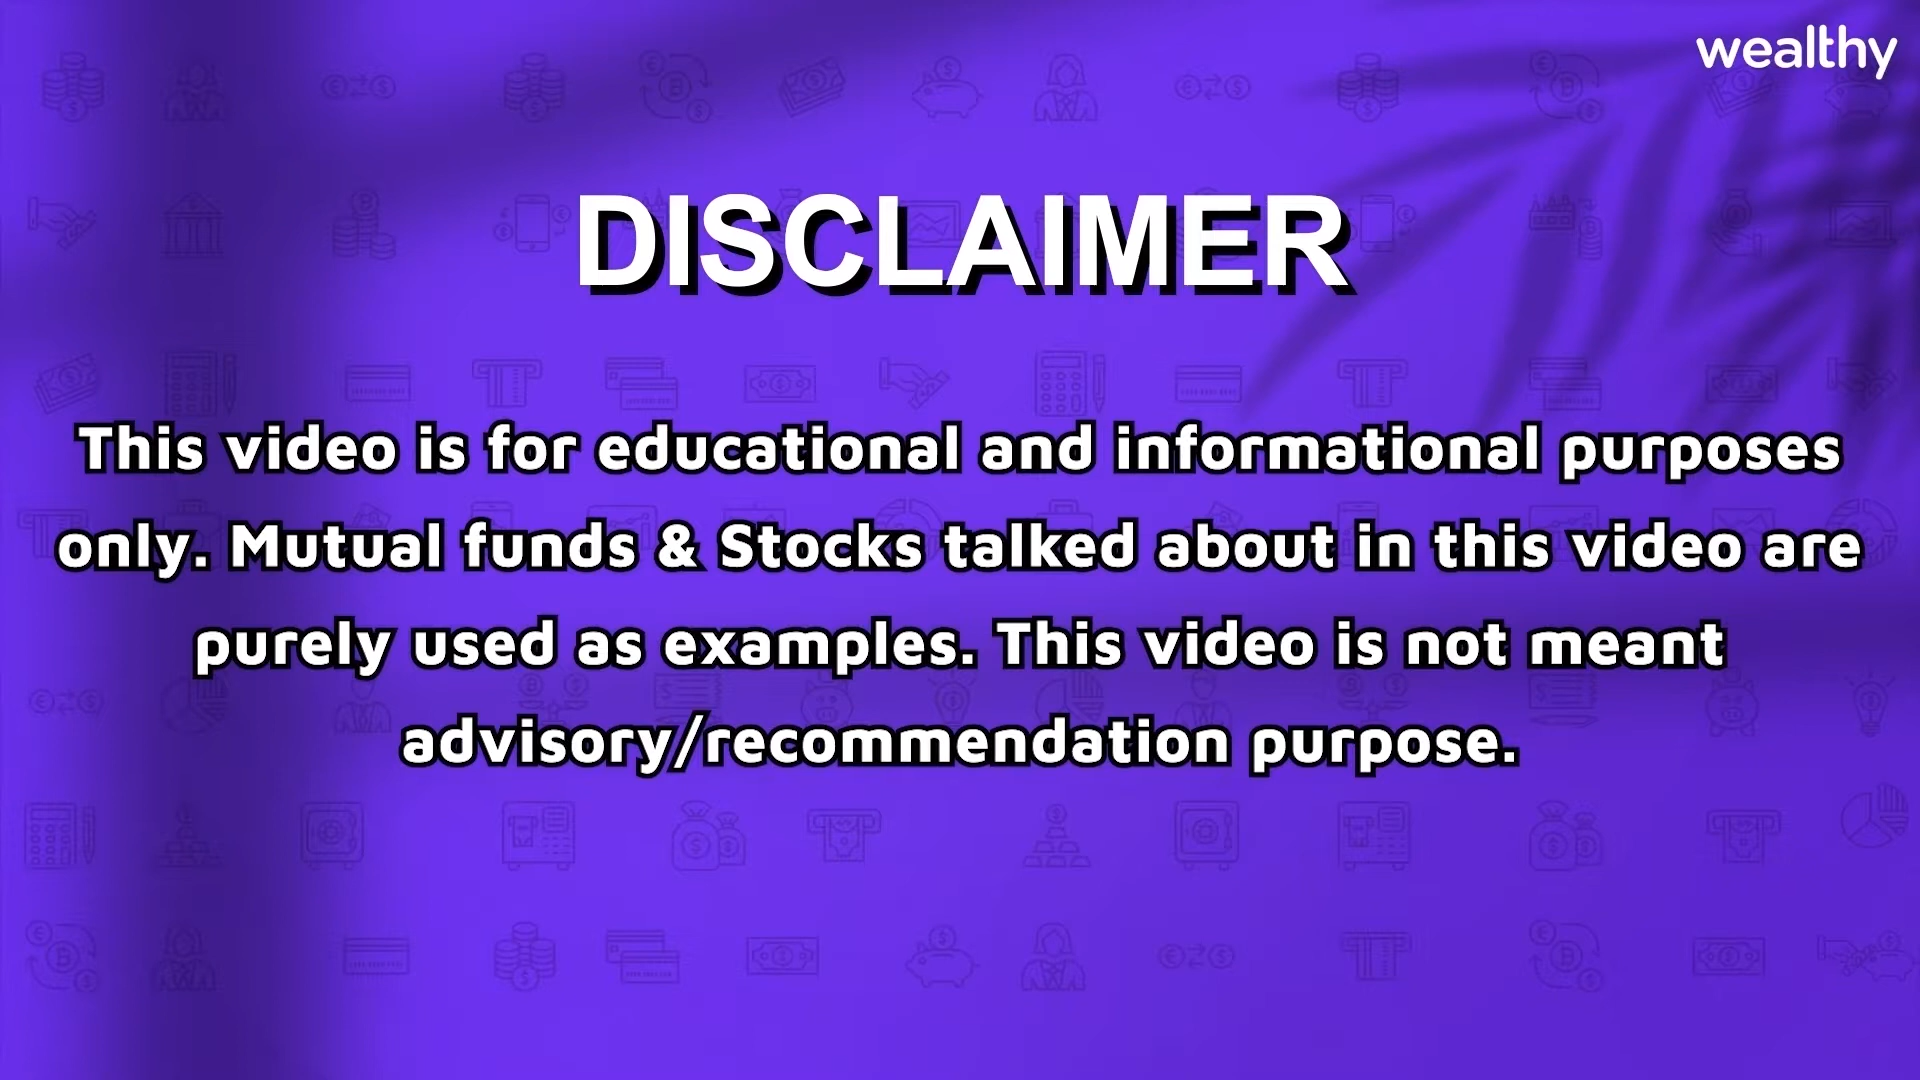 wealthy
DISCLAIMER
This video is for educational and informational purposes
only. Mutual funds & Stocks talked about in this video are
purely used as examples. This video is not meant
advisory/recommendation purpose.